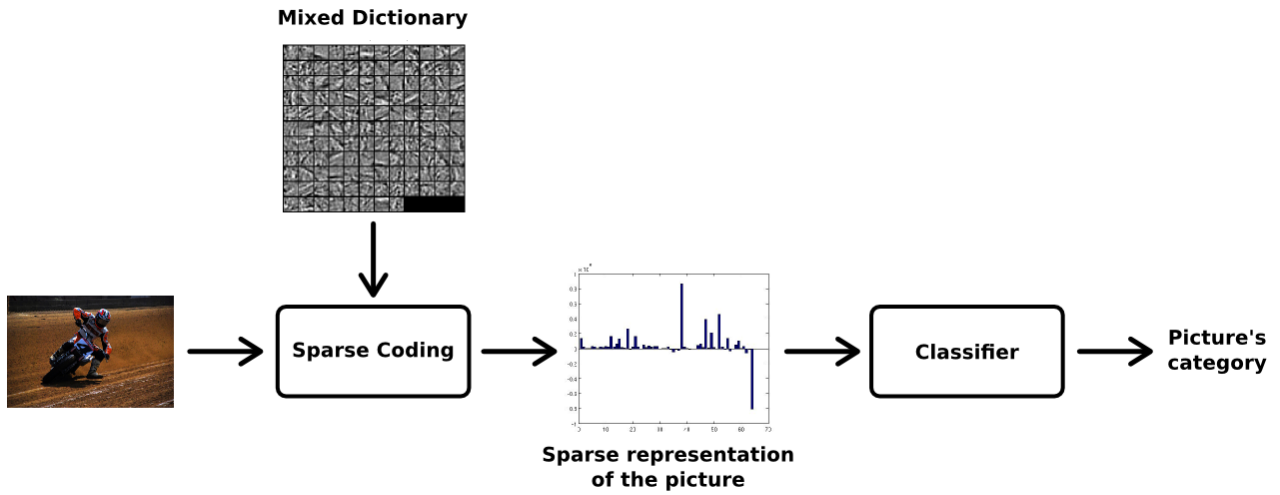 Mixed Dictionary
Sparse Coding
Classifier
Picture's
category
Sparse representation
of the picture